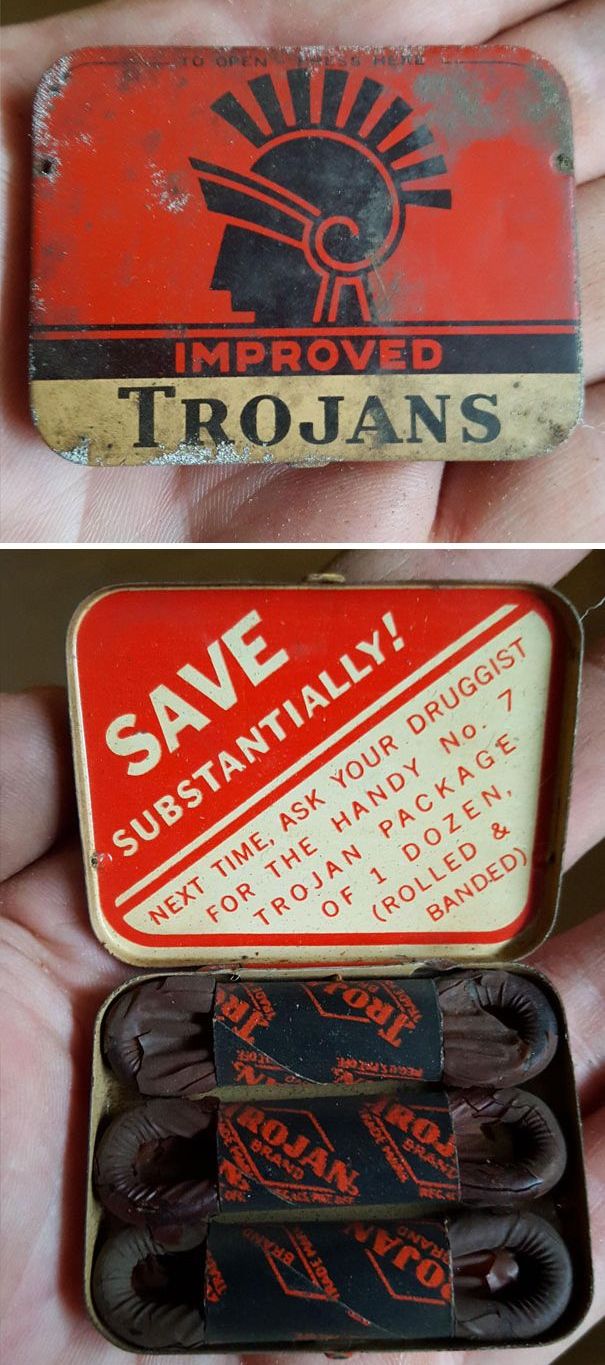 TO OPEN PRESS HERE
IMPROVED
TROJANS
SAVE
SUBSTANTIALLY!
NEXT TIME, ASK YOUR DRUGGIST
FOR THE HANDY No. 7
TROJAN PACKAGE
OF 1 DOZEN,
(ROLLED &
BANDED)
TROJAN
BRAND